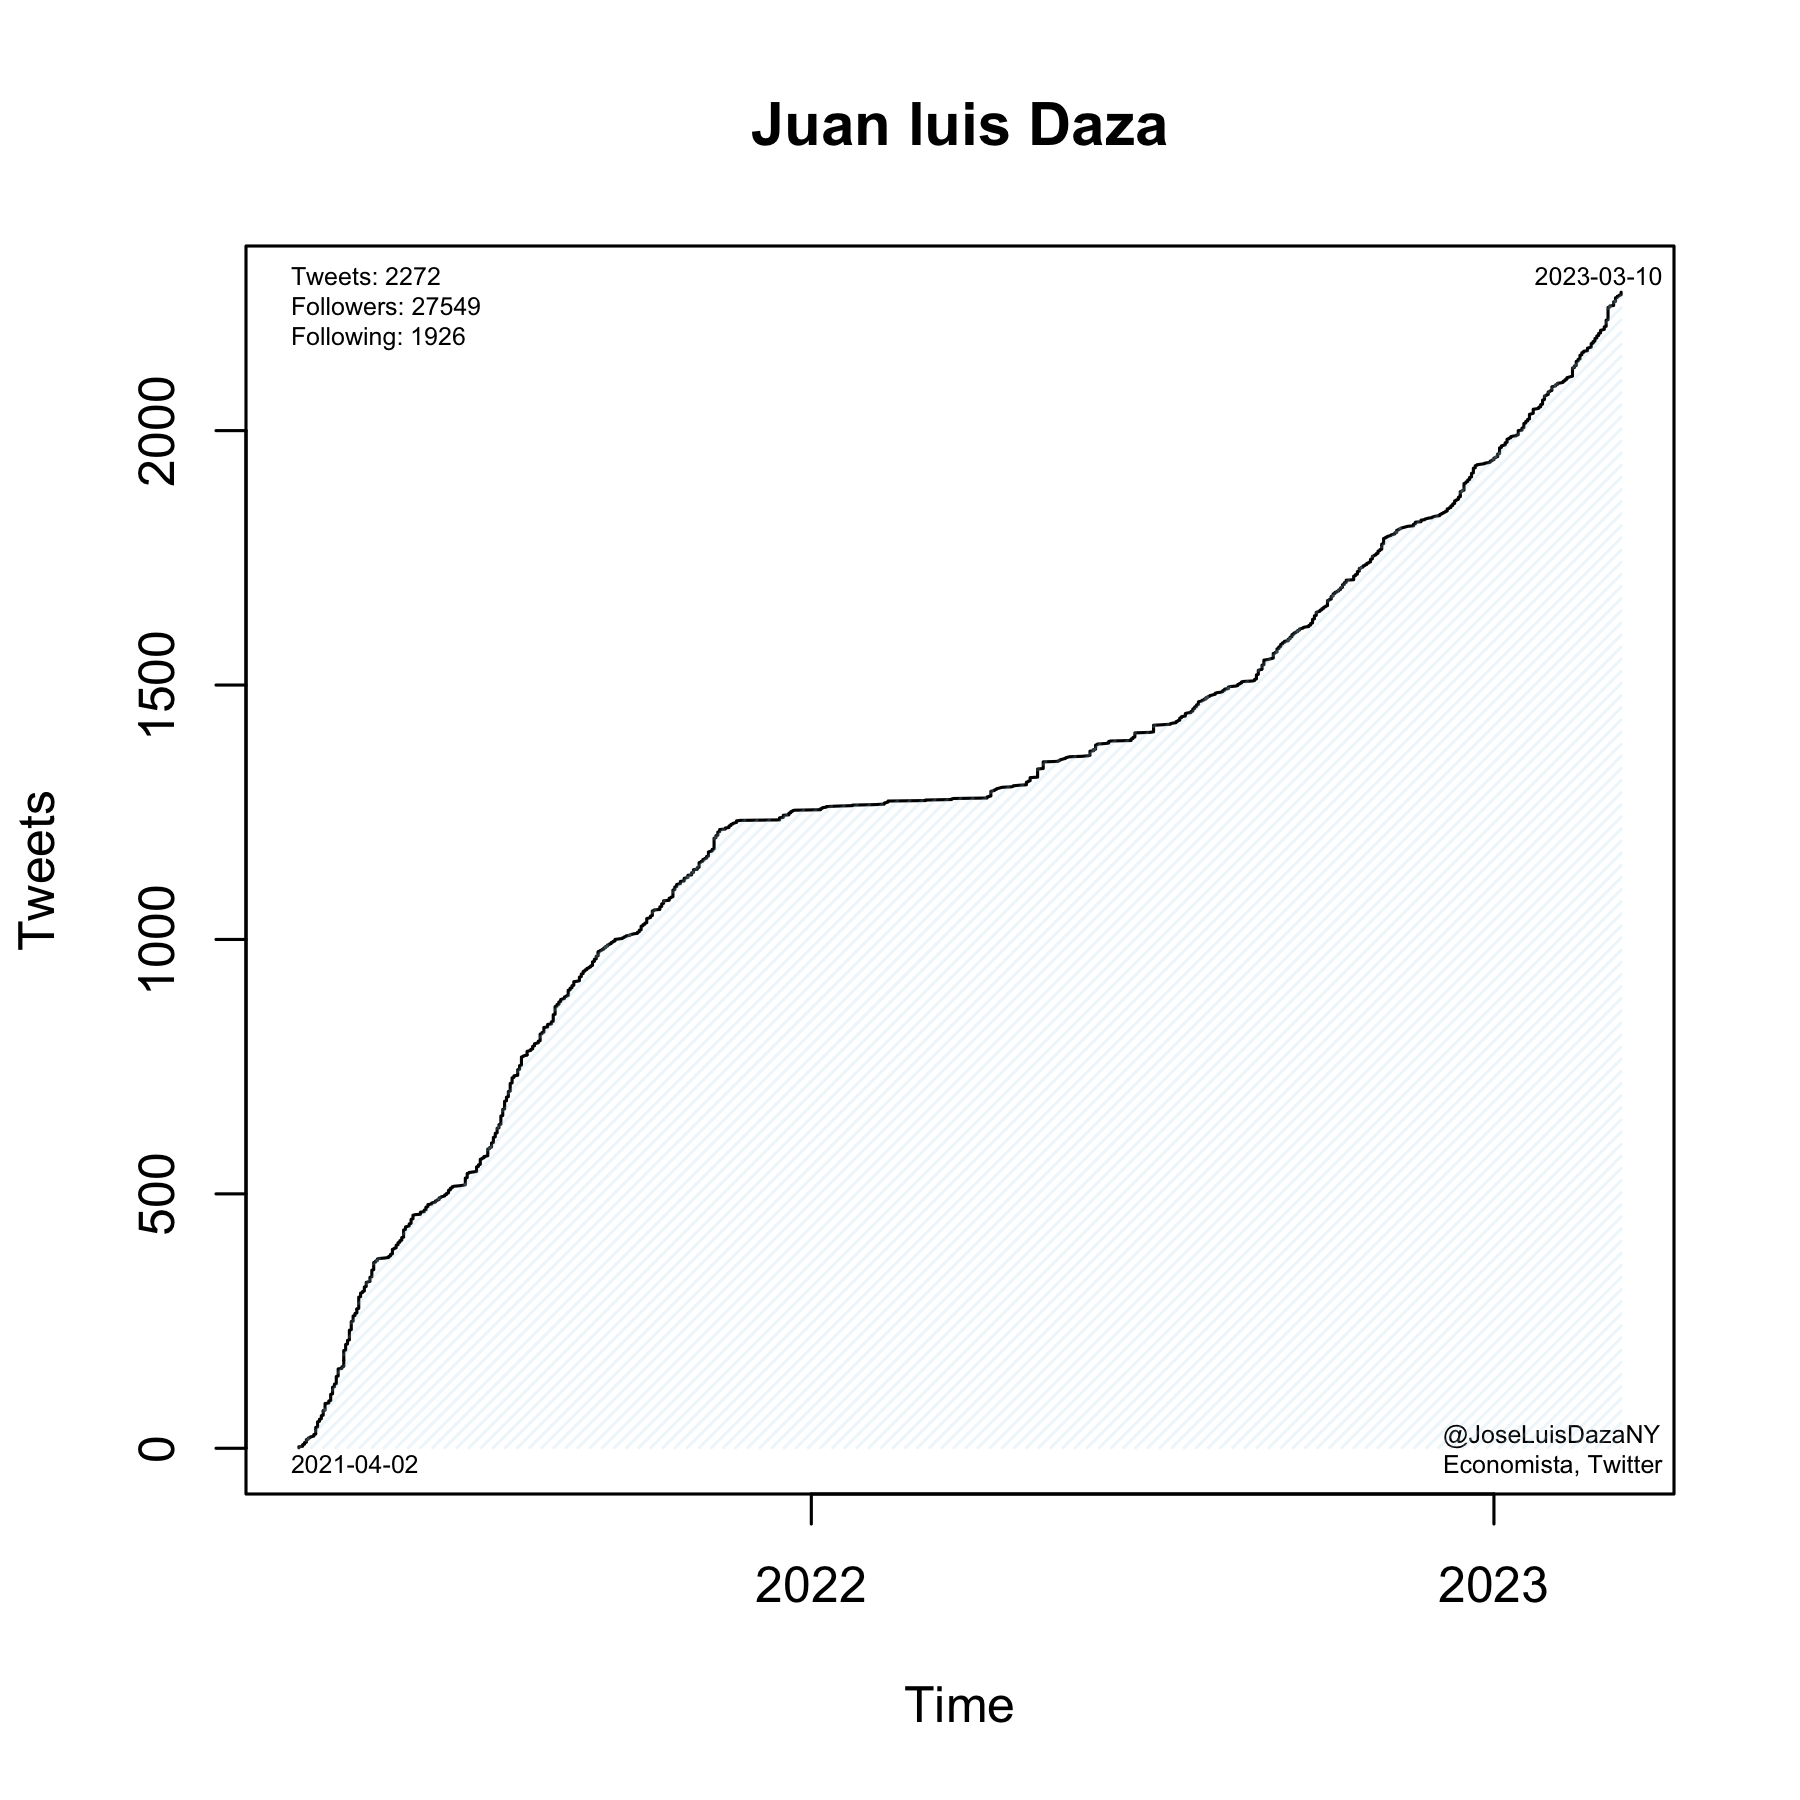 Juan luis Daza
Tweets: 2272
Followers: 27549
Following: 1926
2023-03-10
2000
1500
1000
500
0
Tweets
2021-04-02
@JoseLuisDazaNY
Economista, Twitter
2022
2023
Time